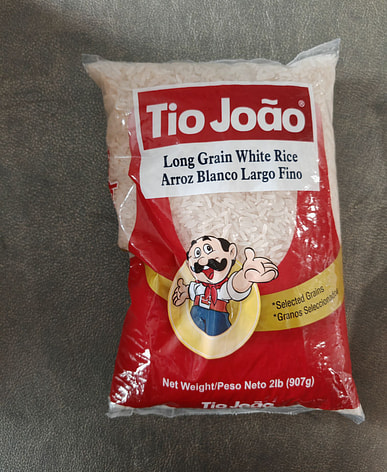 Tio João®
Long Grain White Rice
Arroz Blanco Largo Fino
*Selected Grains
*Granos Seleccionados
Net Weight/Peso Neto 2lb (907g)
Tio João